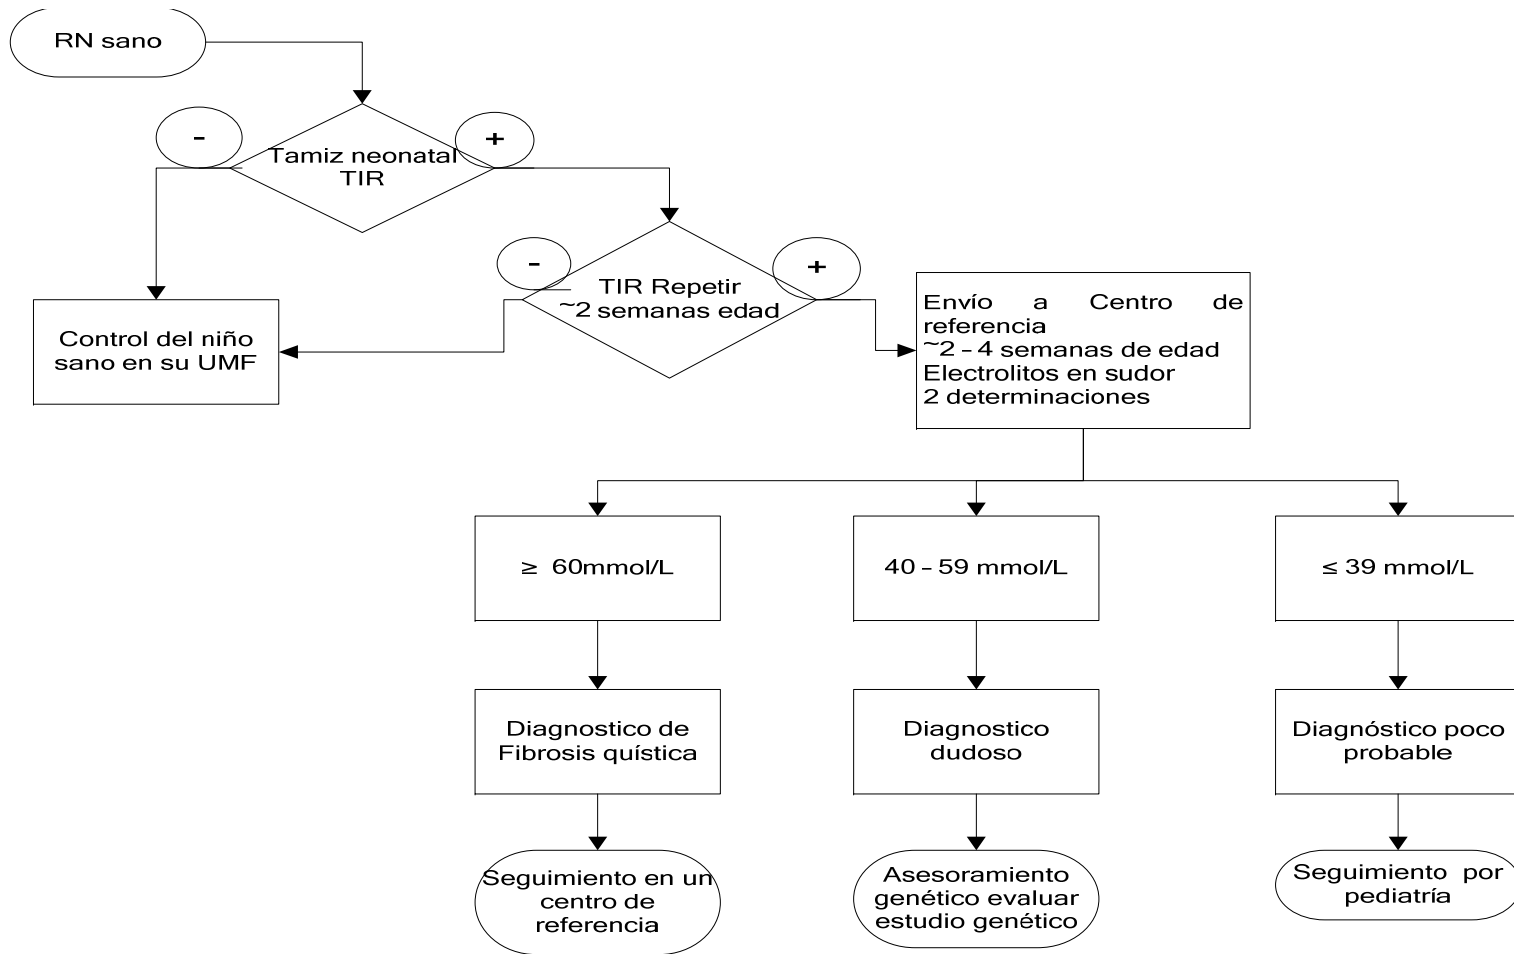 RN sano
-
+
Tamiz neonatal
TIR
-
+
TIR Repetir
~2 semanas edad
Envío a Centro de
referencia
~2 – 4 semanas de edad
Electrolitos en sudor
2 determinaciones
Control del niño
sano en su UMF
≥ 60mmol/L
40 – 59 mmol/L
≤ 39 mmol/L
Diagnostico de
Fibrosis quística
Diagnostico
dudoso
Diagnóstico poco
probable
Seguimiento en un
centro de
referencia
Asesoramiento
genético evaluar
estudio genético
Seguimiento por
pediatría